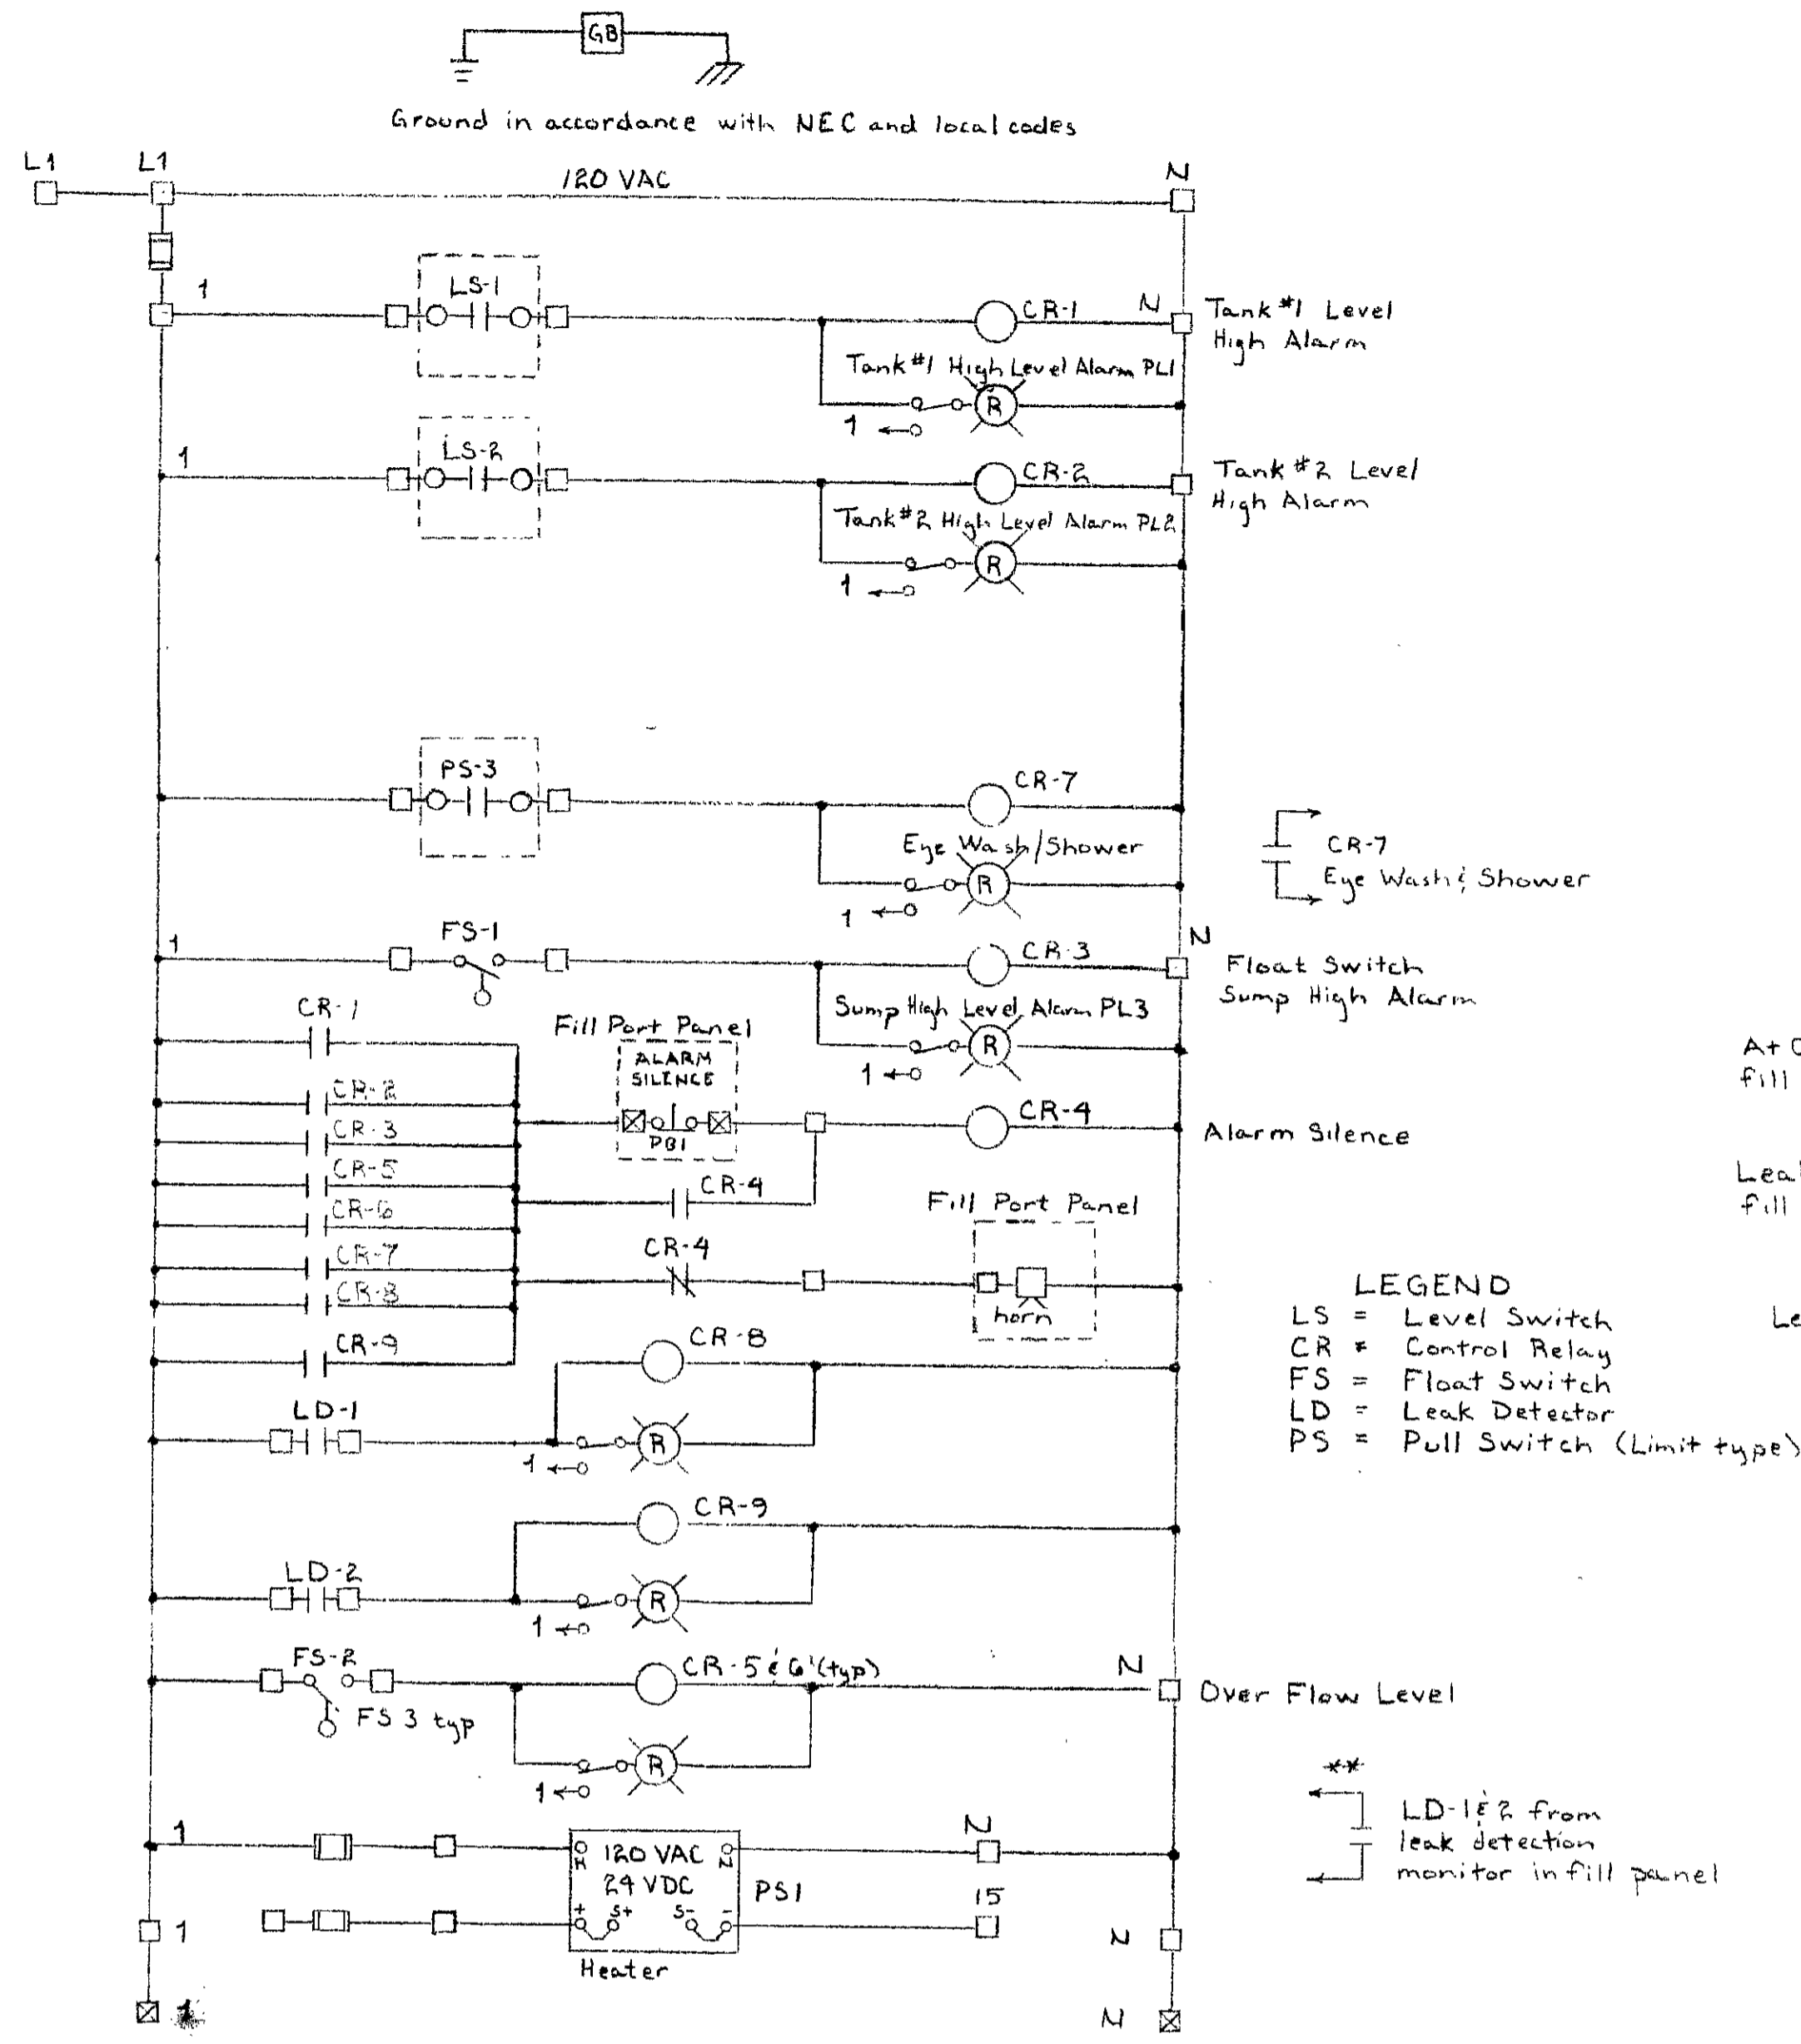 GB
Ground in accordance with NEC and local codes
L1
L1
120 VAC
N
1
LS-1
CR-1
N
Tank #1 Level
High Alarm
Tank #1 High Level Alarm PL1
R
1
1
LS-2
CR-2
Tank #2 Level
High Alarm
Tank #2 High Level Alarm PL2
R
1
PS-3
CR-7
Eye Wash/Shower
R
1
CR-7
Eye Wash & Shower
1
FS-1
CR-3
N
Float Switch
Sump High Alarm
Sump High Level Alarm PL3
R
1
CR-1
CR-2
CR-3
CR-5
CR-6
CR-7
CR-8
CR-9
Fill Port Panel
ALARM
SILENCE
PB1
CR-4
Alarm Silence
CR-4
CR-4
Fill Port Panel
horn
At
fill
fill
LEGEND
LS = Level Switch
CR = Control Relay
FS = Float Switch
LD = Leak Detector
PS = Pull Switch (Limit type)
CR-8
LD-1
R
1
CR-9
LD-2
R
1
FS-2
FS 3 typ
CR-5 & 6 (typ)
N
Over Flow Level
R
1
**
LD-1 & 2 from
leak detection
monitor in fill panel
1
H 120 VAC N
24 VDC
+ S+ S- -
PS1
Heater
N
15
1
N
1
N